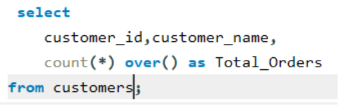 select
customer_id,customer_name,
count(*) over() as Total_Orders
from customers;